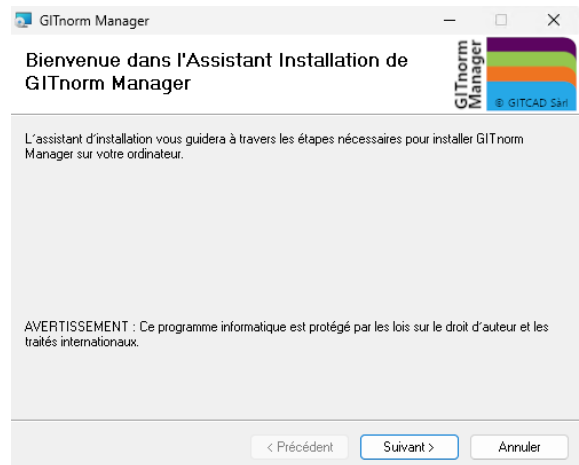 GITnorm Manager
Bienvenue dans l'Assistant Installation de
GITnorm Manager
GITnorm
Manager
© GITCAD Sàrl
L'assistant d'installation vous guidera à travers les étapes nécessaires pour installer GITnorm
Manager sur votre ordinateur.
AVERTISSEMENT : Ce programme informatique est protégé par les lois sur le droit d'auteur et les
traités internationaux.
< Précédent
Suivant >
Annuler